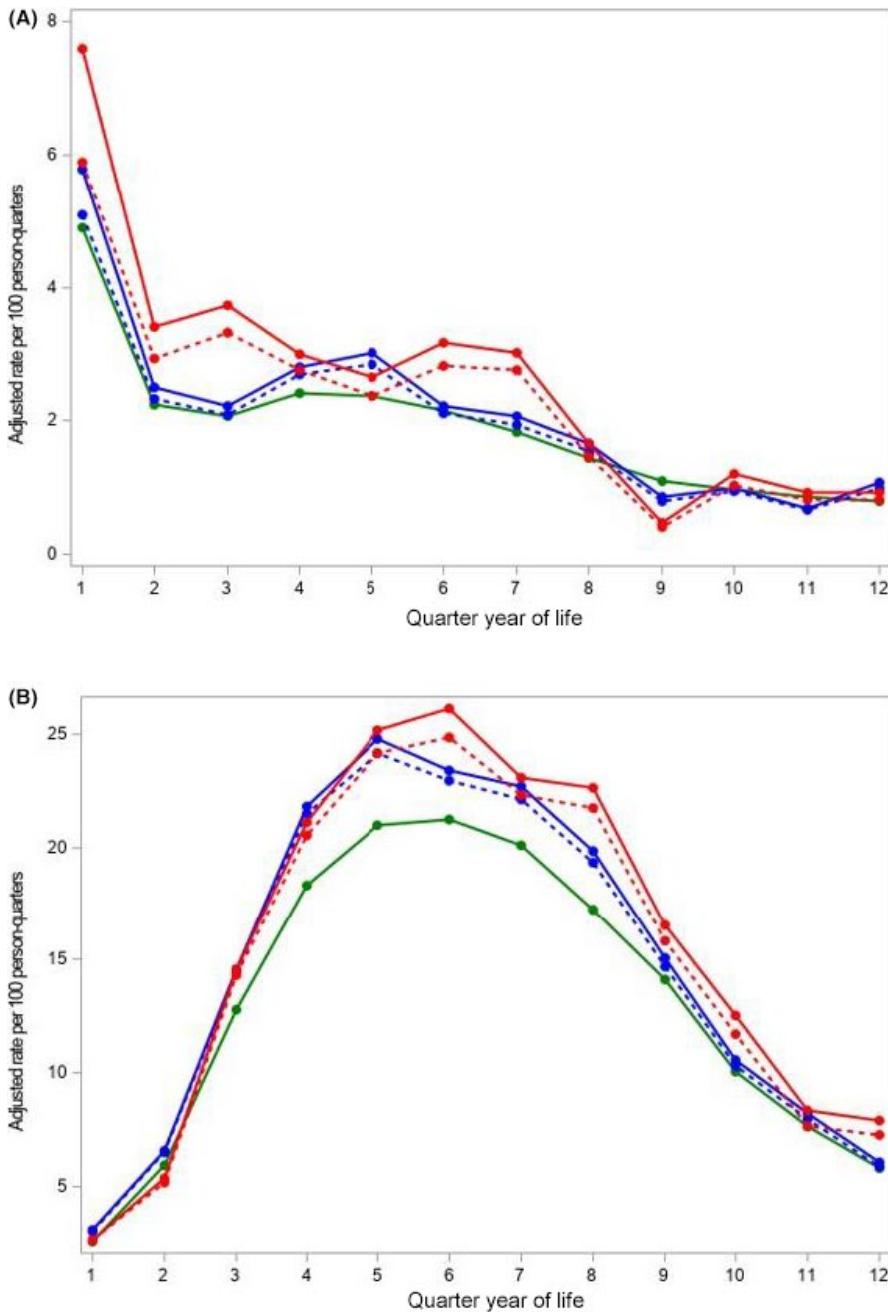 (A)
8
6
4
2
0
Adjusted rate per 100 person-quarters
1 2 3 4 5 6 7 8 9 10 11 12
Quarter year of life
(B)
25
20
15
10
5
Adjusted rate per 100 person-quarters
1 2 3 4 5 6 7 8 9 10 11 12
Quarter year of life